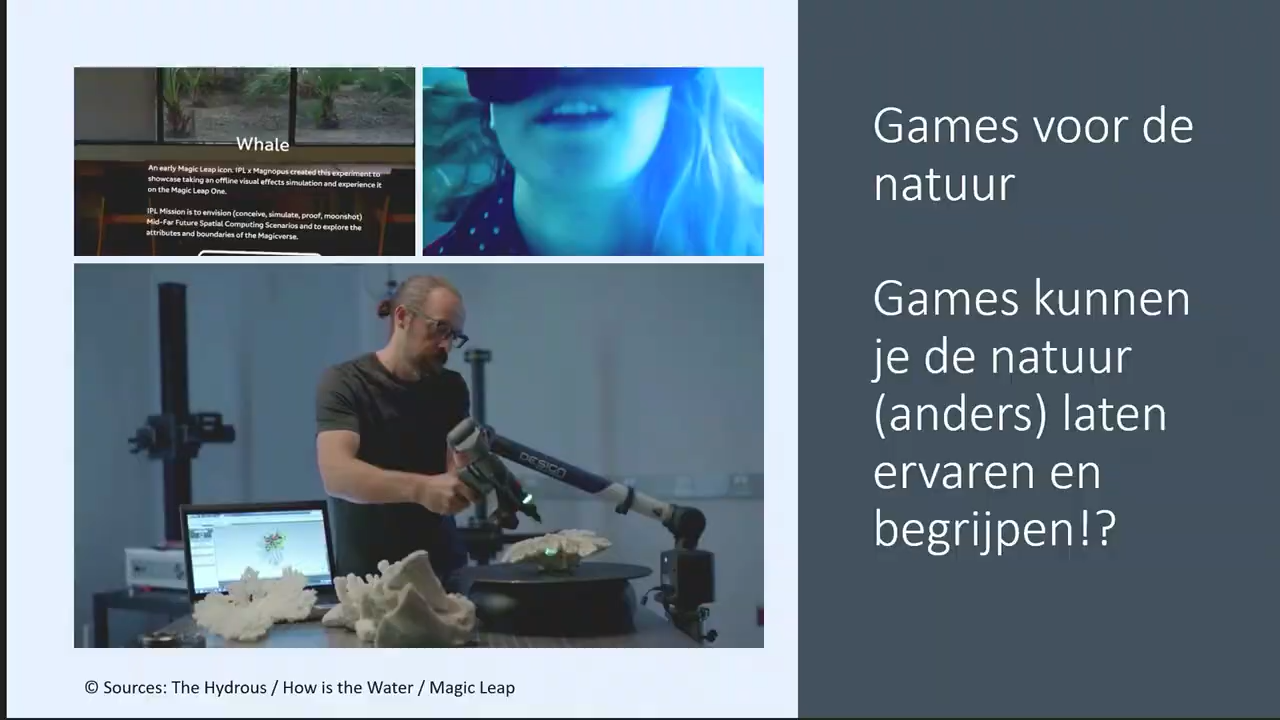 Whale
An early Magic Leap icon. IPL x Magnopus created this experiment to
showcase taking an offline visual effects simulation and experience it
on the Magic Leap One.
IPL Mission is to envision (conceive, simulate, proof, moonshot)
Mid-Far Future Spatial Computing Scenarios and to explore the
attributes and boundaries of the Magicverse.
DESIGN
© Sources: The Hydrous / How is the Water / Magic Leap
Games voor de
natuur
Games kunnen
je de natuur
(anders) laten
ervaren en
begrijpen!?